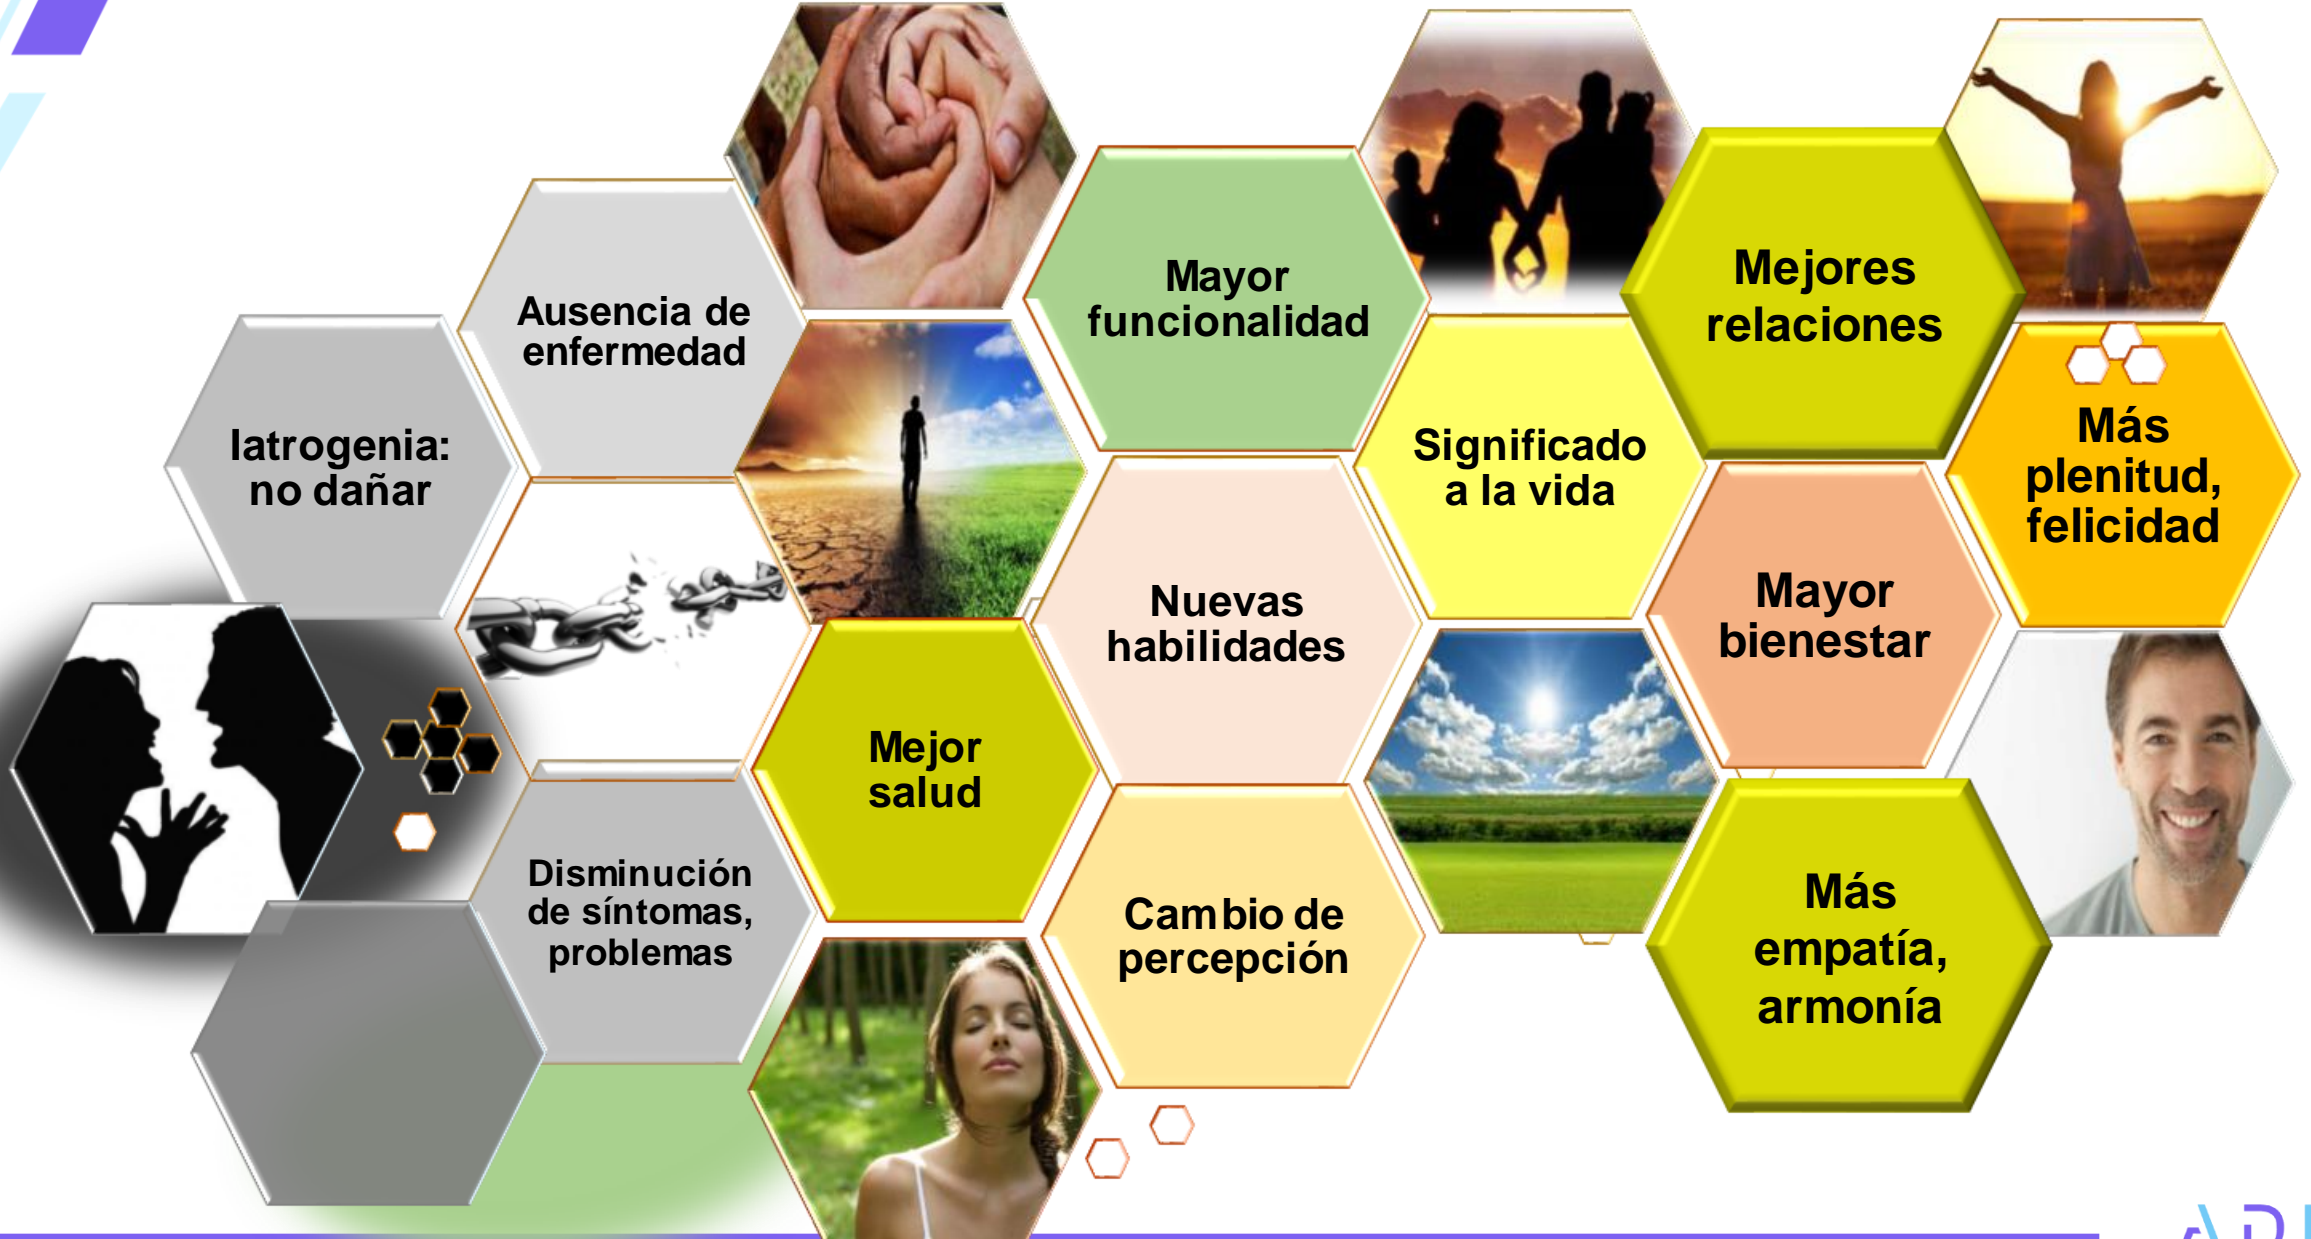 Ausencia de
enfermedad
Iatrogenia:
no dañar
Disminución
de síntomas,
problemas
Mayor
funcionalidad
Mejor
salud
Nuevas
habilidades
Cambio de
percepción
Significado
a la vida
Mejores
relaciones
Mayor
bienestar
Más
plenitud,
felicidad
Más
empatía,
armonía